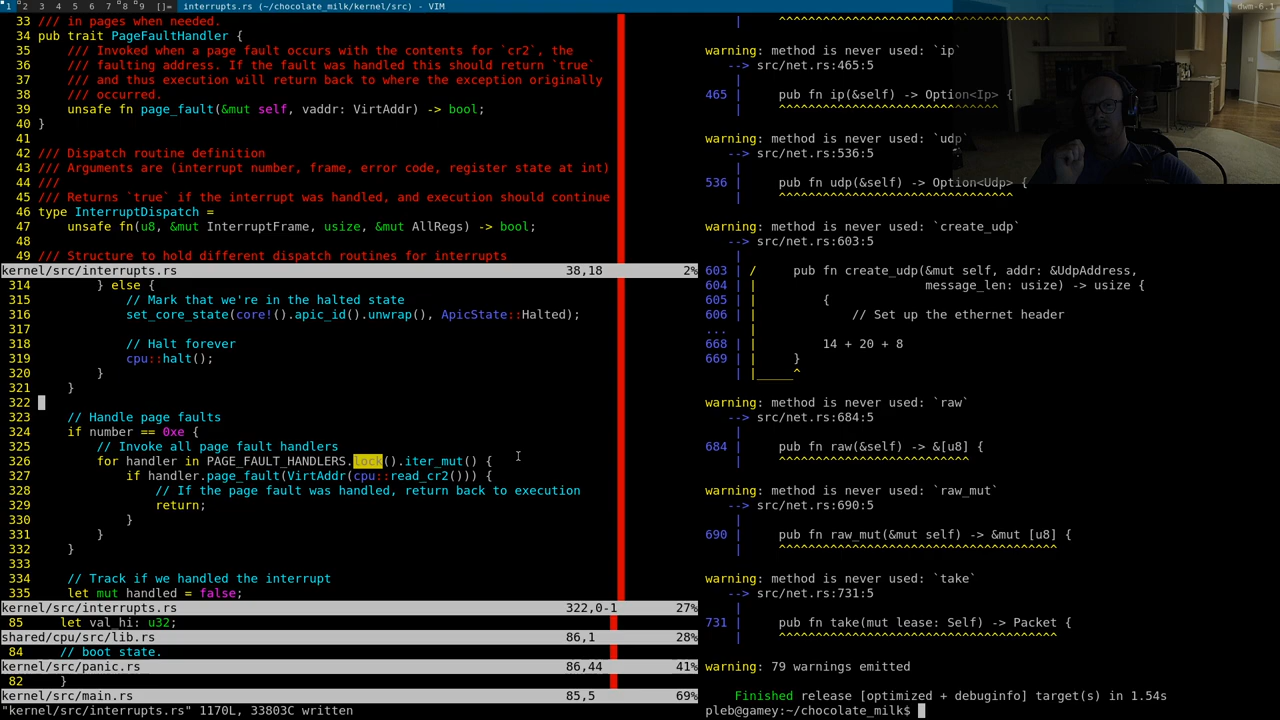 1 2 3 4 5 6 7 8 9 []= interrupts.rs (~/chocolate_milk/kernel/src) - VIM dwm-6.1
33 /// in pages when needed.
34 pub trait PageFaultHandler {
35     /// Invoked when a page fault occurs with the contents for `cr2`, the
36     /// faulting address. If the fault was handled this should return `true`
37     /// and thus execution will return back to where the exception originally
38     /// occurred.
39     unsafe fn page_fault(&mut self, vaddr: VirtAddr) -> bool;
40 }
41
42 /// Dispatch routine definition
43 /// Arguments are (interrupt number, frame, error code, register state at int)
44 ///
45 /// Returns `true` if the interrupt was handled, and execution should continue
46 type InterruptDispatch =
47     unsafe fn(u8, &mut InterruptFrame, usize, &mut AllRegs) -> bool;
48
49 /// Structure to hold different dispatch routines for interrupts
kernel/src/interrupts.rs 38,18 2%
314         } else {
315             // Mark that we're in the halted state
316             set_core_state(core!().apic_id().unwrap(), ApicState::Halted);
317
318             // Halt forever
319             cpu::halt();
320         }
321     }
322
323     // Handle page faults
324     if number == 0xe {
325         // Invoke all page fault handlers
326         for handler in PAGE_FAULT_HANDLERS.lock().iter_mut() {
327             if handler.page_fault(VirtAddr(cpu::read_cr2())) {
328                 // If the page fault was handled, return back to execution
329                 return;
330             }
331         }
332     }
333
334     // Track if we handled the interrupt
335     let mut handled = false;
kernel/src/interrupts.rs 322,0-1 27%
85     let val_hi: u32;
shared/cpu/src/lib.rs 86,1 28%
84     // boot state.
kernel/src/panic.rs 86,44 41%
82     }
kernel/src/main.rs 85,5 69%
"kernel/src/interrupts.rs" 1170L, 33803C written
    |     ^^^^^^^^^^^^^^^^^^^^^^^^^^^^^^^^^^^^^
warning: method is never used: `ip`
   --> src/net.rs:465:5
    |
465 |     pub fn ip(&self) -> Option<Ip> {
    |     ^^^^^^^^^^^^^^^^^^^^^^^^^^^^^^
warning: method is never used: `udp`
   --> src/net.rs:536:5
    |
536 |     pub fn udp(&self) -> Option<Udp> {
    |     ^^^^^^^^^^^^^^^^^^^^^^^^^^^^^^^^
warning: method is never used: `create_udp`
   --> src/net.rs:603:5
    |
603 | /     pub fn create_udp(&mut self, addr: &UdpAddress,
604 | |                       message_len: usize) -> usize {
605 | |         {
606 | |             // Set up the ethernet header
...   |
668 | |         14 + 20 + 8
669 | |     }
    | |_____^
warning: method is never used: `raw`
   --> src/net.rs:684:5
    |
684 |     pub fn raw(&self) -> &[u8] {
    |     ^^^^^^^^^^^^^^^^^^^^^^^^^^
warning: method is never used: `raw_mut`
   --> src/net.rs:690:5
    |
690 |     pub fn raw_mut(&mut self) -> &mut [u8] {
    |     ^^^^^^^^^^^^^^^^^^^^^^^^^^^^^^^^^^^^^^
warning: method is never used: `take`
   --> src/net.rs:731:5
    |
731 |     pub fn take(mut lease: Self) -> Packet {
    |     ^^^^^^^^^^^^^^^^^^^^^^^^^^^^^^^^^^^^^^
warning: 79 warnings emitted
    Finished release [optimized + debuginfo] target(s) in 1.54s
pleb@gamey:~/chocolate_milk$